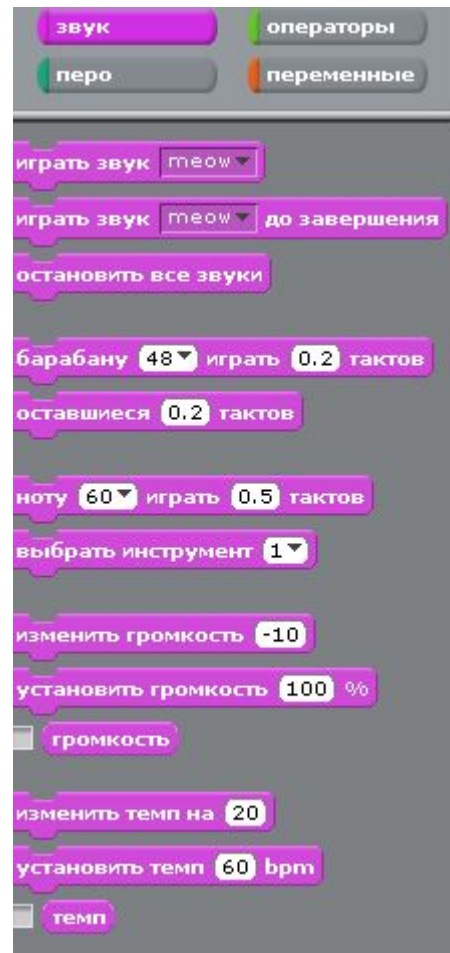 звук операторы
перо переменные
играть звук meow
играть звук meow до завершения
остановить все звуки
барабану 48 играть 0.2 тактов
оставшиеся 0.2 тактов
ноту 60 играть 0.5 тактов
выбрать инструмент 1
изменить громкость -10
установить громкость 100 %
громкость
изменить темп на 20
установить темп 60 bpm
темп